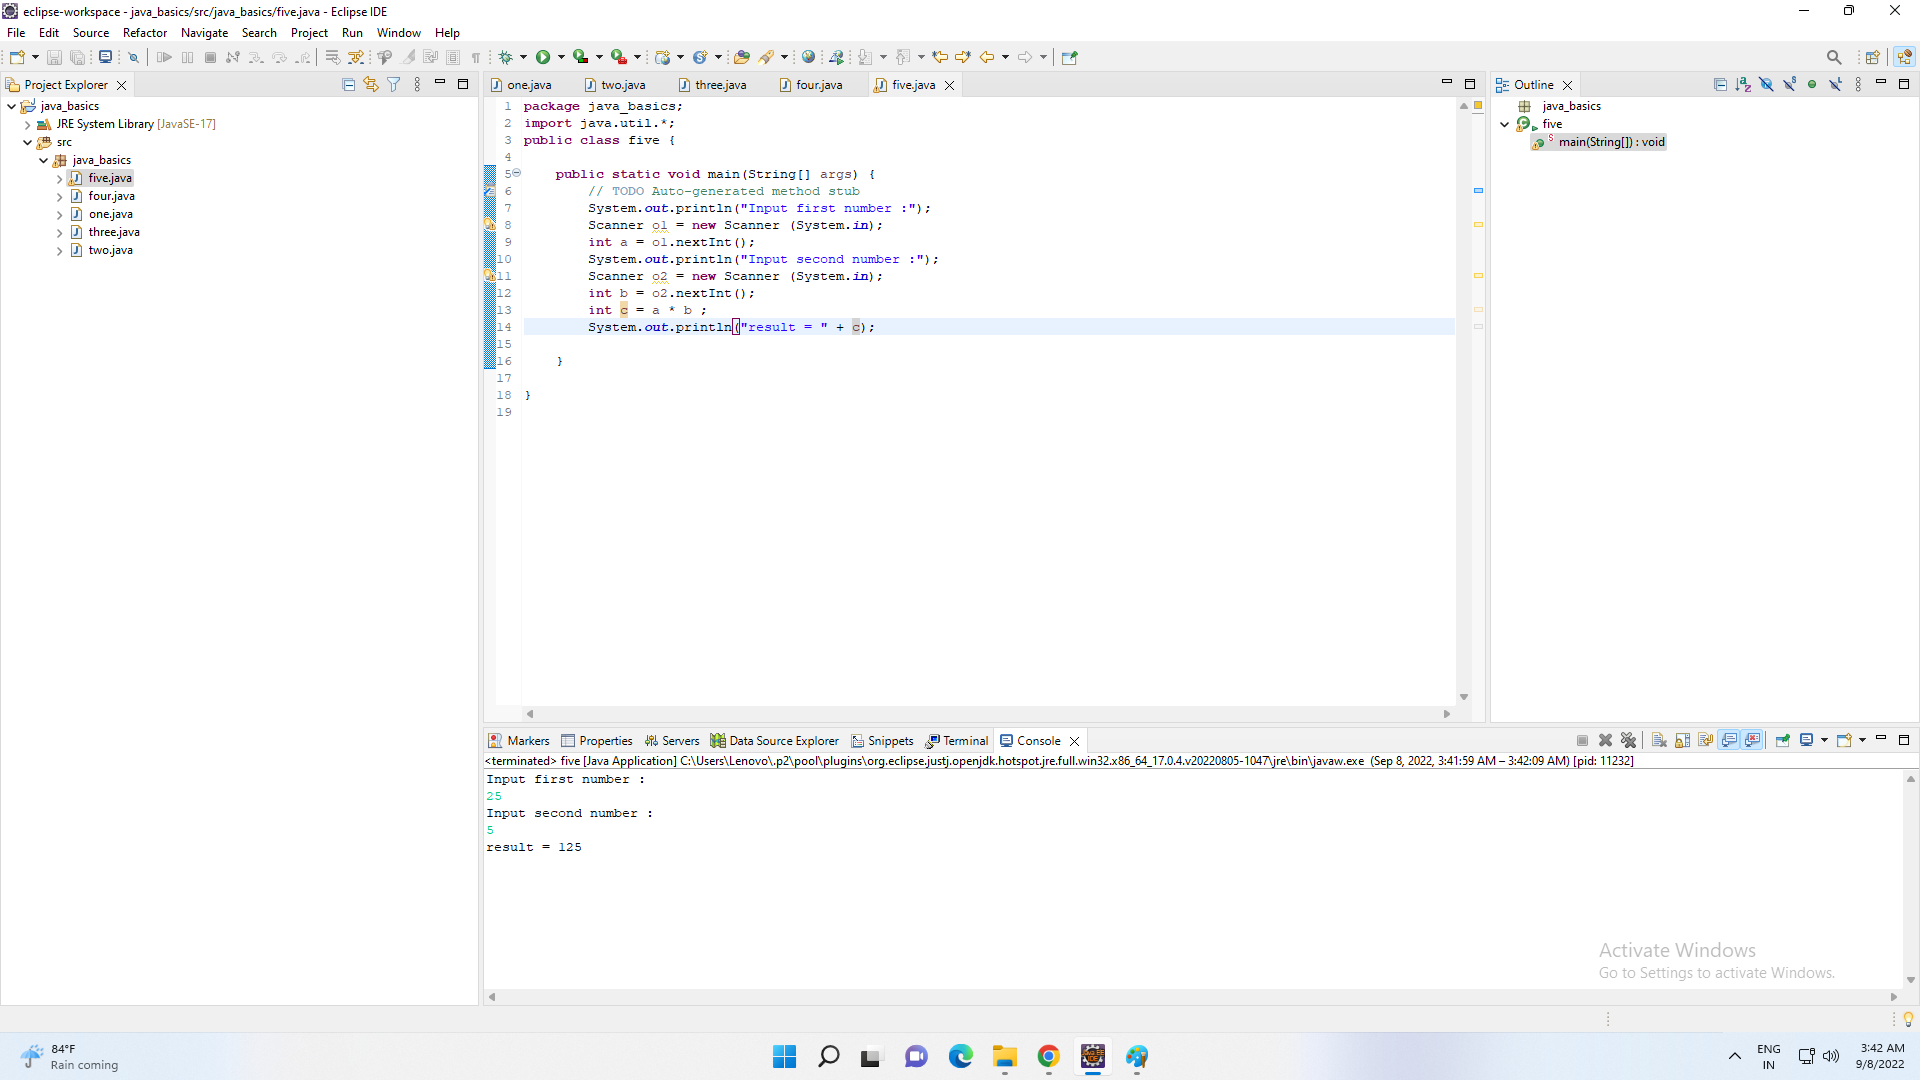 eclipse-workspace - java_basics/src/java_basics/five.java - Eclipse IDE
File Edit Source Refactor Navigate Search Project Run Window Help
Project Explorer
java_basics
JRE System Library [JavaSE-17]
src
java_basics
five.java
four.java
one.java
three.java
two.java
one.java two.java three.java four.java five.java
1 package java_basics;
2 import java.util.*;
3 public class five {
4
5 public static void main(String[] args) {
6 // TODO Auto-generated method stub
7 System.out.println("Input first number :");
8 Scanner o1 = new Scanner (System.in);
9 int a = o1.nextInt();
10 System.out.println("Input second number :");
11 Scanner o2 = new Scanner (System.in);
12 int b = o2.nextInt();
13 int c = a * b ;
14 System.out.println("result = " + c);
15
16 }
17
18 }
19
Outline
java_basics
five
main(String[]) : void
Markers Properties Servers Data Source Explorer Snippets Terminal Console
<terminated> five [Java Application] C:\Users\Lenovo\.p2\pool\plugins\org.eclipse.justj.openjdk.hotspot.jre.full.win32.x86_64_17.0.4.v20220805-1047\jre\bin\javaw.exe (Sep 8, 2022, 3:41:59 AM – 3:42:09 AM) [pid: 11232]
Input first number :
25
Input second number :
5
result = 125
Activate Windows
Go to Settings to activate Windows.
84°F
Rain coming
ENG
IN
3:42 AM
9/8/2022